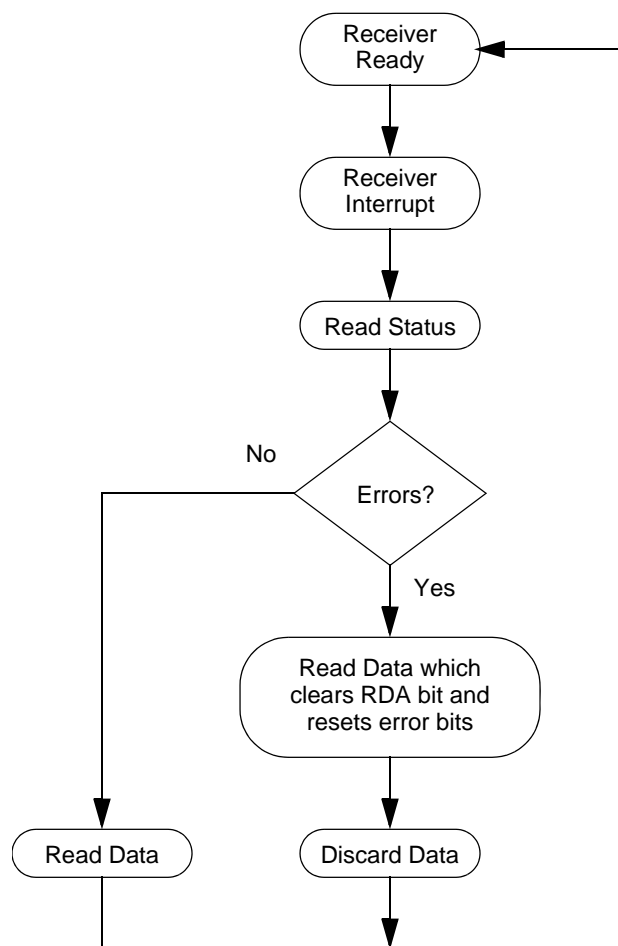 Receiver
Ready
Receiver
Interrupt
Read Status
No
Errors?
Yes
Read Data which
clears RDA bit and
resets error bits
Read Data
Discard Data